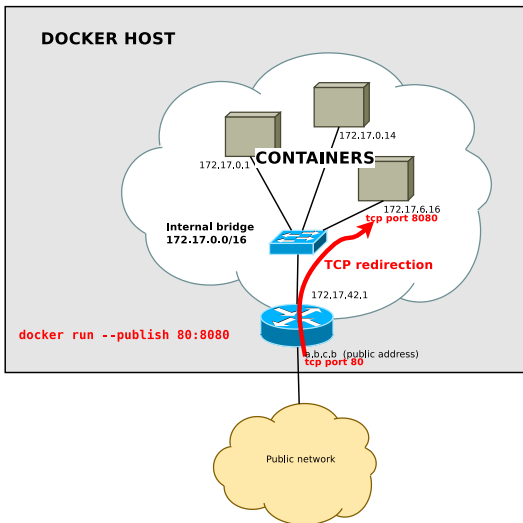 DOCKER HOST
172.17.0.14
172.17.0.1
CONTAINERS
172.17.6.16
tcp port 8080
Internal bridge
172.17.0.0/16
TCP redirection
172.17.42.1
docker run --publish 80:8080
a.b.c.b (public address)
tcp port 80
Public network